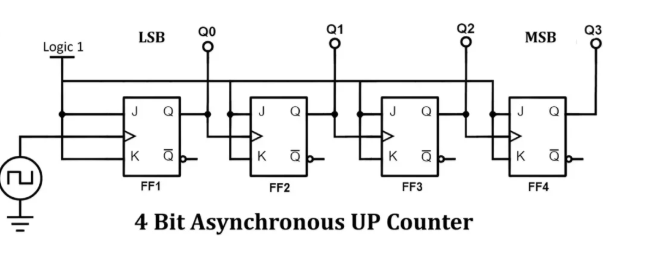 Logic 1 LSB Q0 Q1 Q2 MSB Q3
J Q J Q J Q J Q
K Q̅ K Q̅ K Q̅ K Q̅
FF1 FF2 FF3 FF4
4 Bit Asynchronous UP Counter